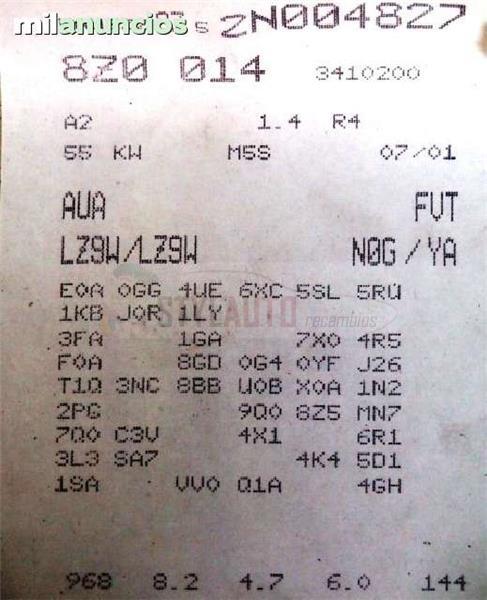 milanuncios
2N004827
8Z0 014 3410200
A2 1.4 R4
55 KW M5S 07/01
AUA FVT
LZ9W/LZ9W N0G/YA
E0A 0GG 4UE 6XC 5SL 5RU
1KB J0R 1LY
STYLAUTO
recambios
3FA 1GA 7X0 4R5
F0A 8GD 0G4 0YF J26
T1Q 3NC 8BB U0B X0A 1N2
2PG 9Q0 8Z5 MN7
7Q0 C3V 4X1 6R1
3L3 SA7 4K4 5D1
1SA VV0 Q1A 4GH
968 8.2 4.7 6.0 144